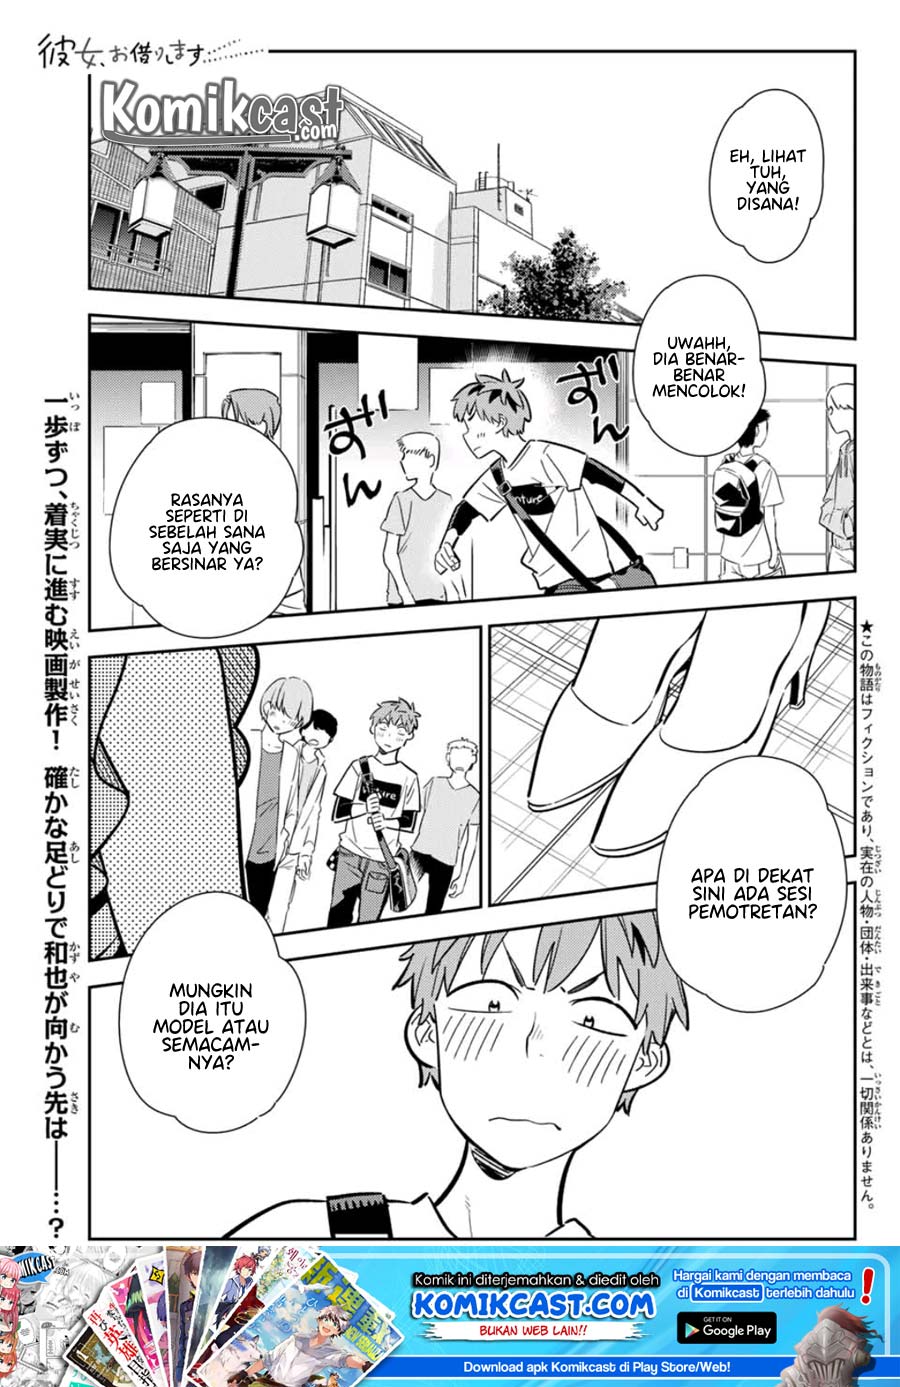 彼女、お借りします
Komikcast
.com
EH, LIHAT
TUH,
YANG
DISANA!
UWAHH,
DIA BENAR-
BENAR
MENCOLOK!
ずん
ずん
RASANYA
SEPERTI DI
SEBELAH SANA
SAJA YANG
BERSINAR YA?
APA DI DEKAT
SINI ADA SESI
PEMOTRETAN?
MUNGKIN
DIA ITU
MODEL ATAU
SEMACAM-
NYA?
一歩ずつ、着実に進む映画製作！ 確かな足どりで和也が向かう先は――…？
★この物語はフィクションであり、実在の人物・団体・出来事などとは、一切関係ありません。
Komik ini diterjemahkan & diedit oleh
KOMIKCAST.COM
BUKAN WEB LAIN!!
Hargai kami dengan membaca
di Komikcast terlebih dahulu
!
GET IT ON
Google Play
Download apk Komikcast di Play Store/Web!